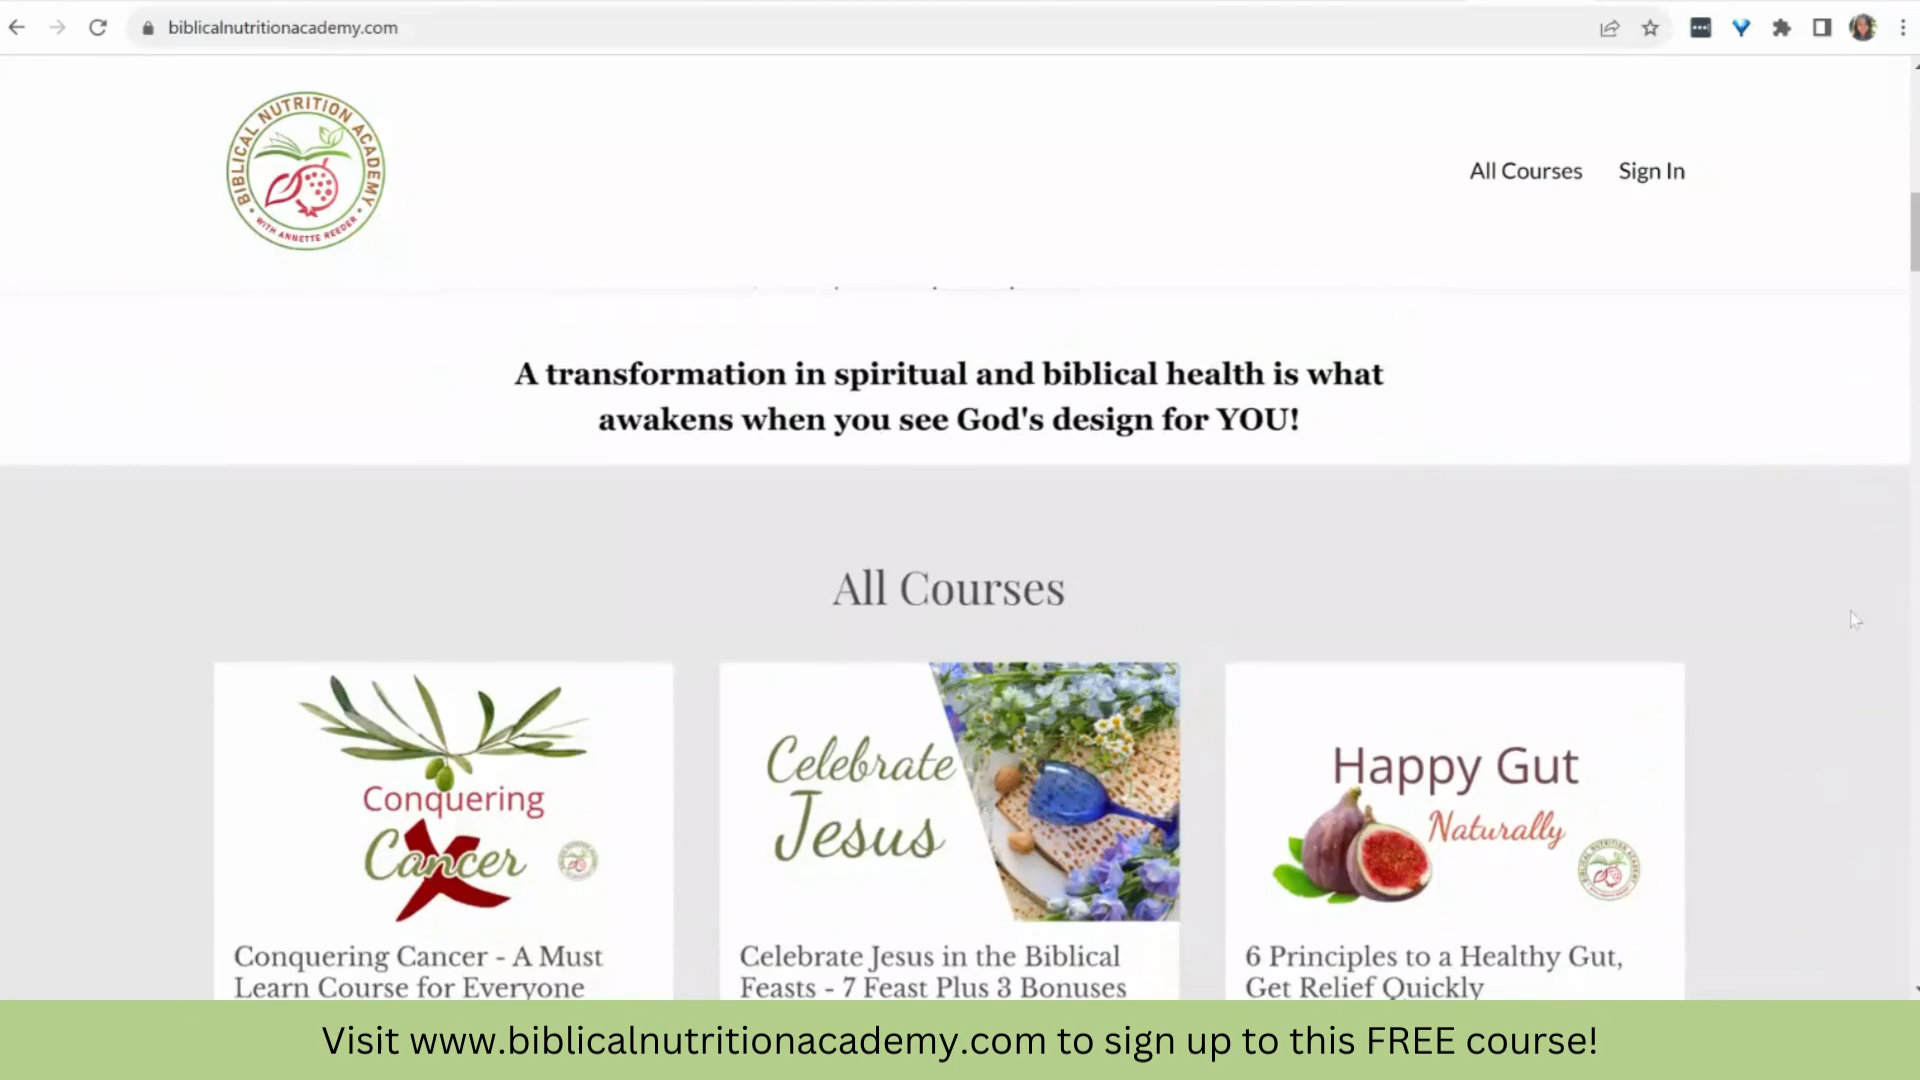 biblicalnutritionacademy.com
BIBLICAL NUTRITION ACADEMY
WITH ANNETTE REEDER
All Courses
Sign In
A transformation in spiritual and biblical health is what
awakens when you see God's design for YOU!
All Courses
Conquering
Cancer
Celebrate
Jesus
Happy Gut
Naturally
Conquering Cancer - A Must
Learn Course for Everyone
Celebrate Jesus in the Biblical
Feasts - 7 Feast Plus 3 Bonuses
6 Principles to a Healthy Gut,
Get Relief Quickly
Visit www.biblicalnutritionacademy.com to sign up to this FREE course!